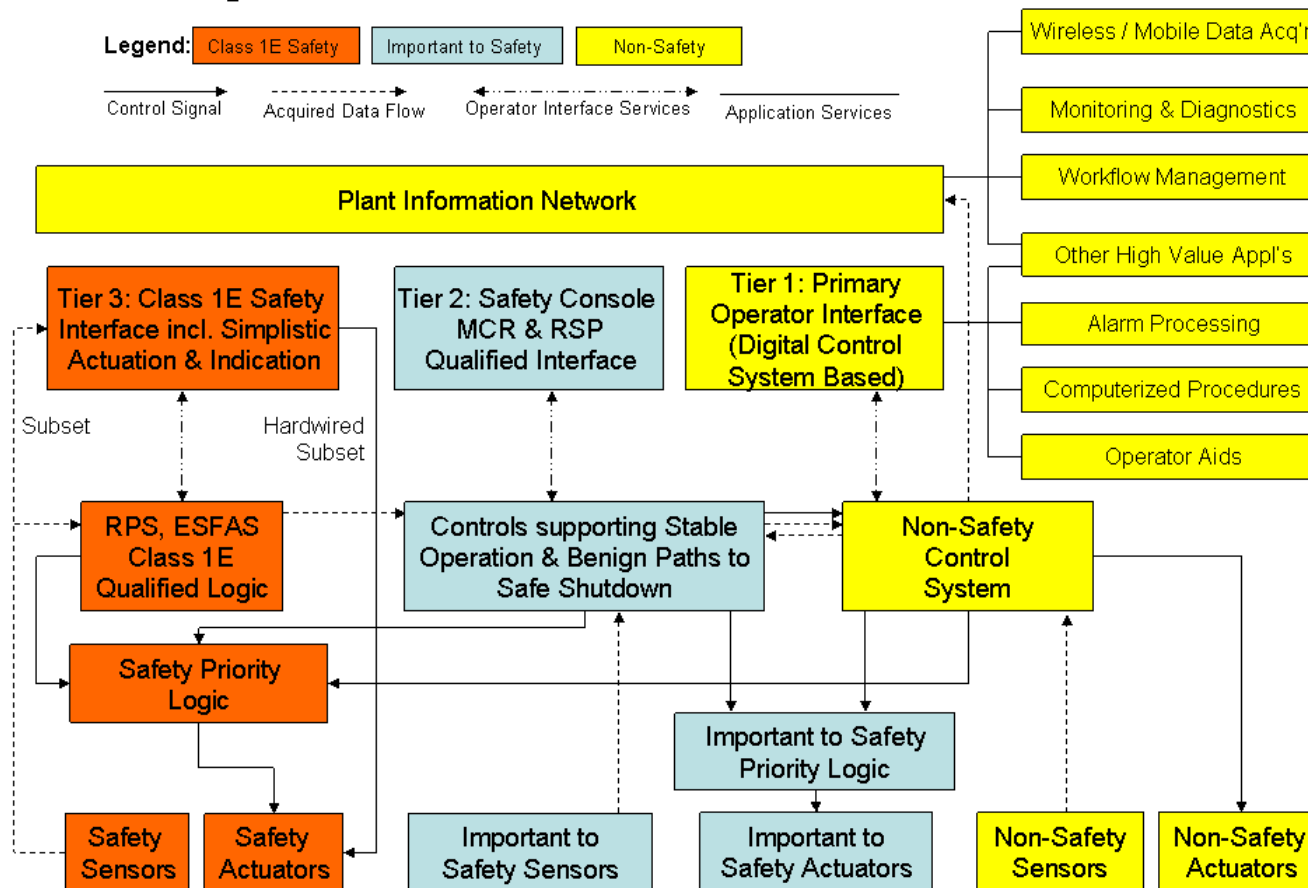 Legend: Class 1E Safety Important to Safety Non-Safety
Control Signal Acquired Data Flow Operator Interface Services Application Services
Wireless / Mobile Data Acq'n
Monitoring & Diagnostics
Workflow Management
Other High Value Appl's
Alarm Processing
Computerized Procedures
Operator Aids
Plant Information Network
Tier 3: Class 1E Safety
Interface incl. Simplistic
Actuation & Indication
Tier 2: Safety Console
MCR & RSP
Qualified Interface
Tier 1: Primary
Operator Interface
(Digital Control
System Based)
Subset
Hardwired
Subset
RPS, ESFAS
Class 1E
Qualified Logic
Controls supporting Stable
Operation & Benign Paths to
Safe Shutdown
Non-Safety
Control
System
Safety Priority
Logic
Important to Safety
Priority Logic
Safety
Sensors
Safety
Actuators
Important to
Safety Sensors
Important to
Safety Actuators
Non-Safety
Sensors
Non-Safety
Actuators